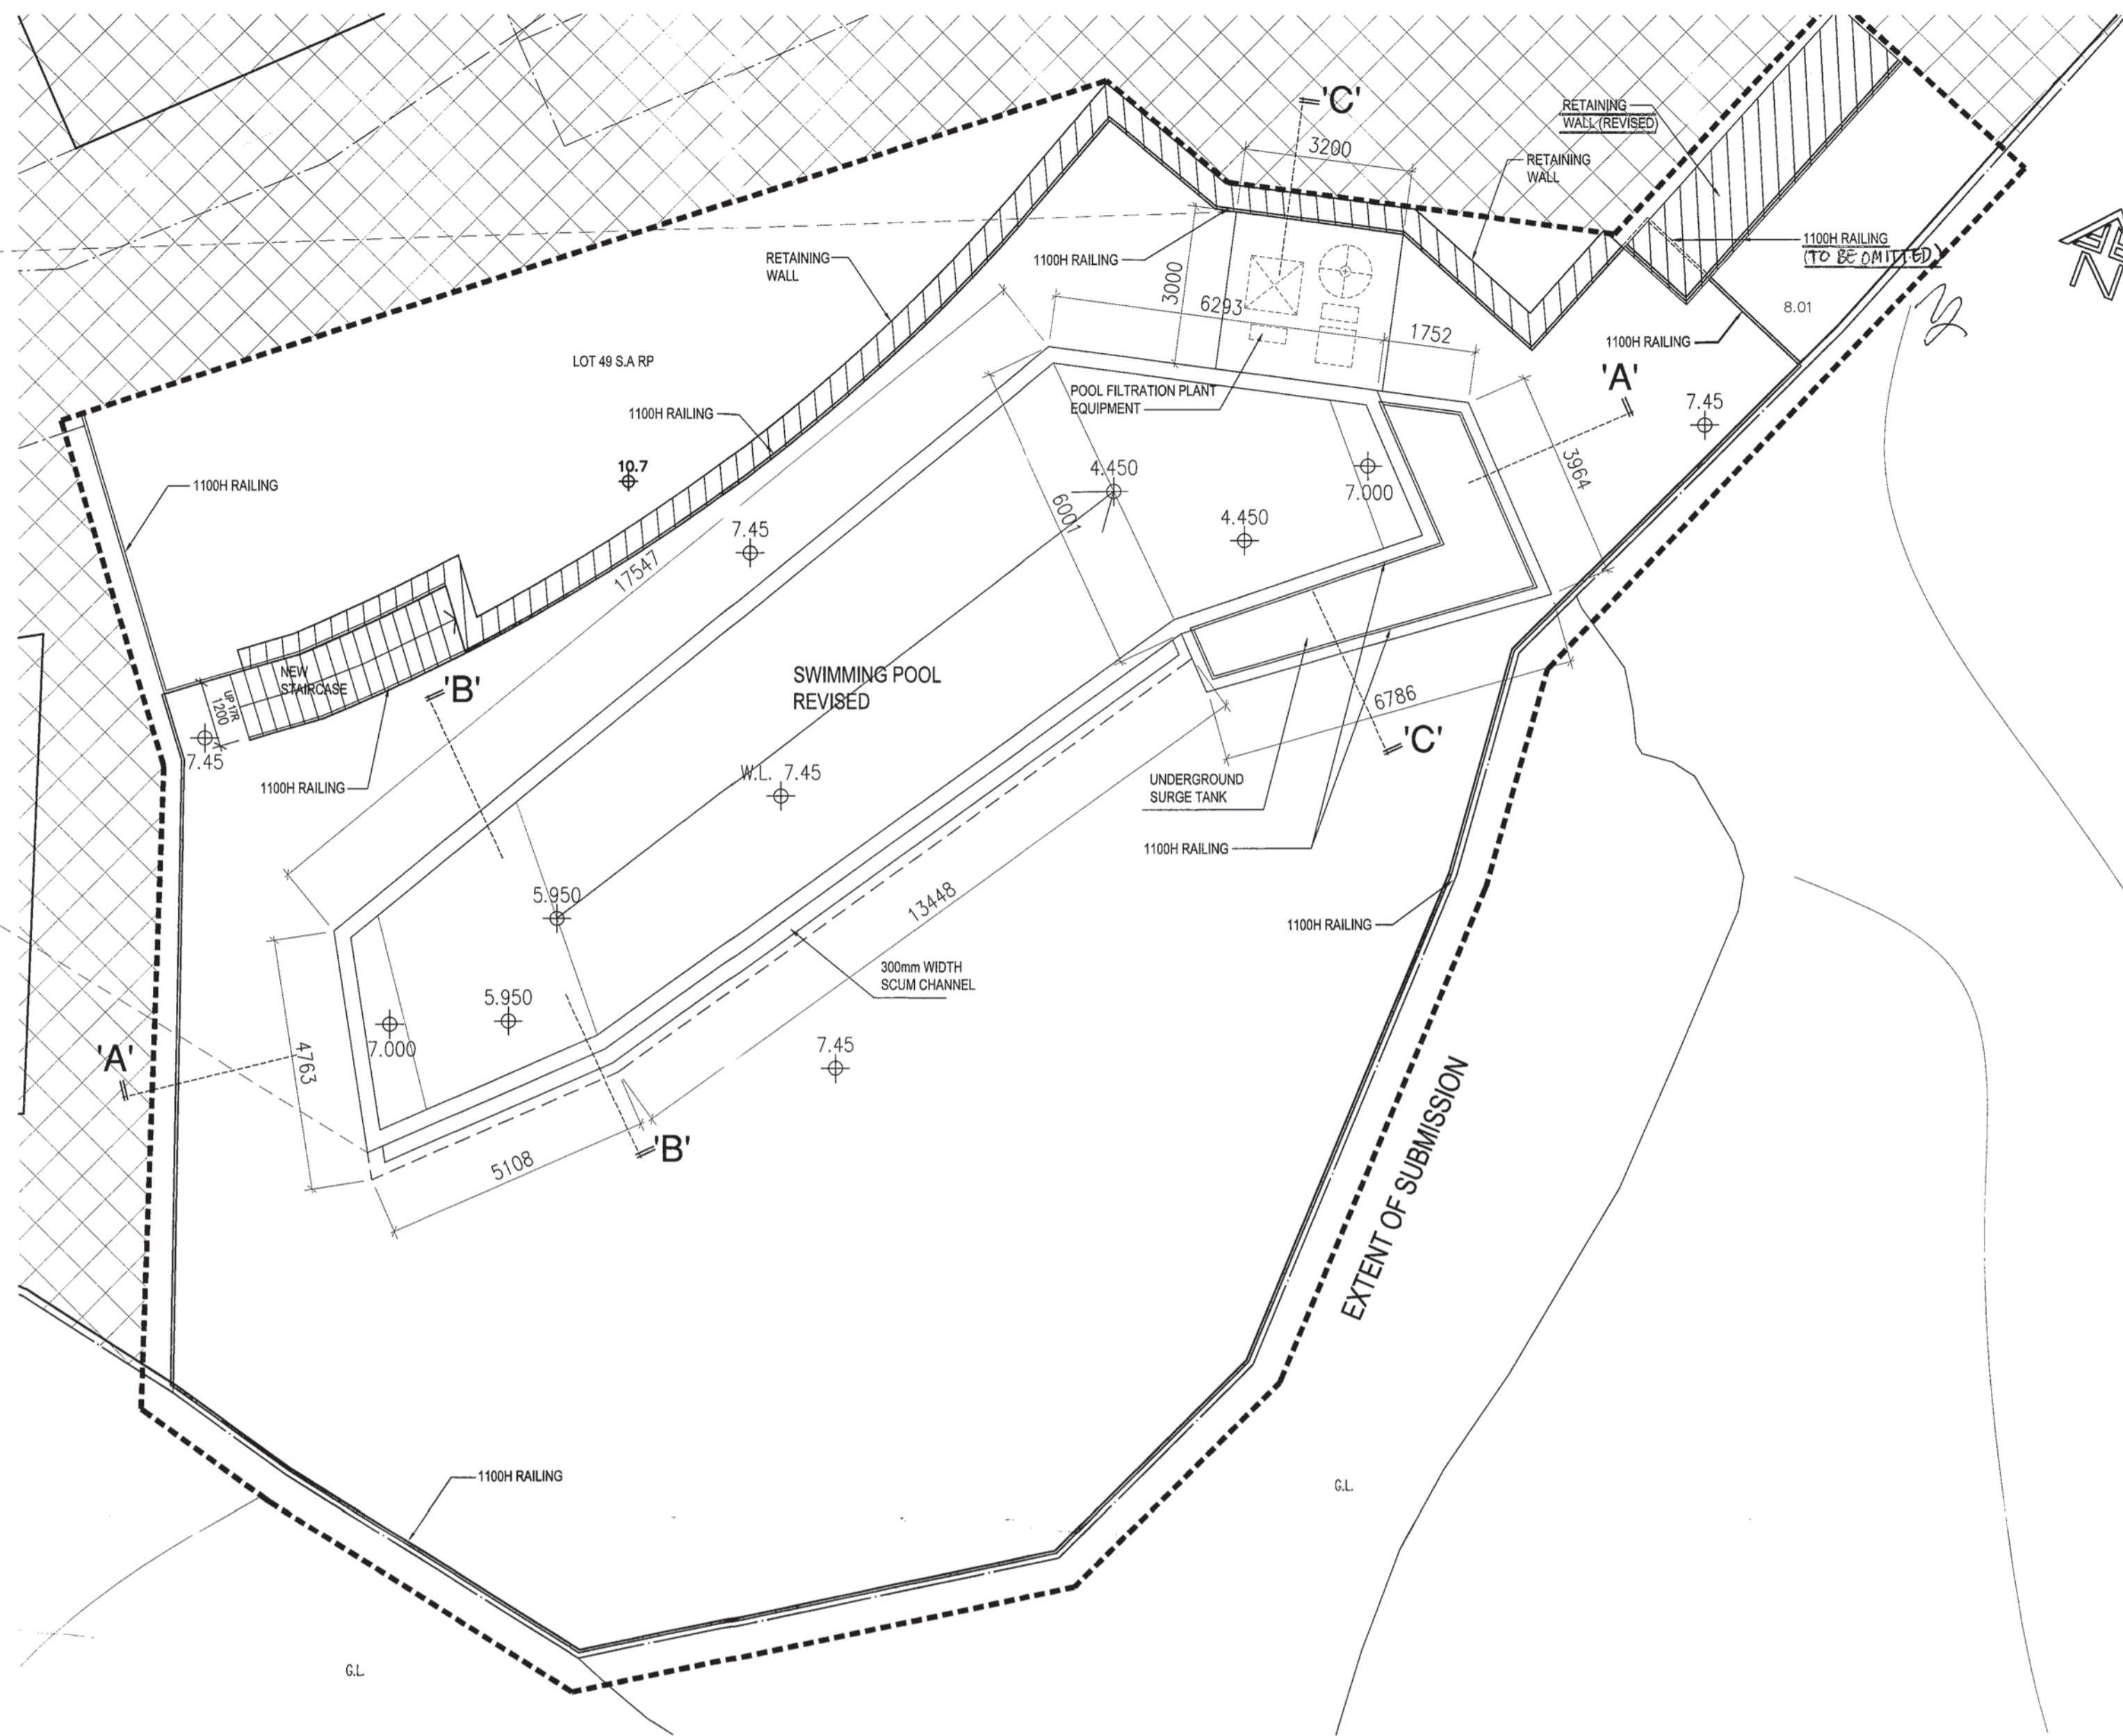 'C'
RETAINING
WALL (REVISED)
3200
RETAINING
WALL
1100H RAILING
(TO BE OMITTED)
RETAINING
WALL
1100H RAILING
3000
6293
1752
8.01
1100H RAILING
LOT 49 S.A RP
POOL FILTRATION PLANT
EQUIPMENT
'A'
7.45
1100H RAILING
10.7
4.450
7.000
3964
1100H RAILING
6001
4.450
7.45
17547
NEW
STAIRCASE
UP 17R
1200
'B'
SWIMMING POOL
REVISED
6786
'C'
7.45
1100H RAILING
W.L. 7.45
UNDERGROUND
SURGE TANK
1100H RAILING
5.950
13448
1100H RAILING
300mm WIDTH
SCUM CHANNEL
5.950
7.000
'A'
4763
7.45
'B'
5108
EXTENT OF SUBMISSION
1100H RAILING
G.L.
G.L.